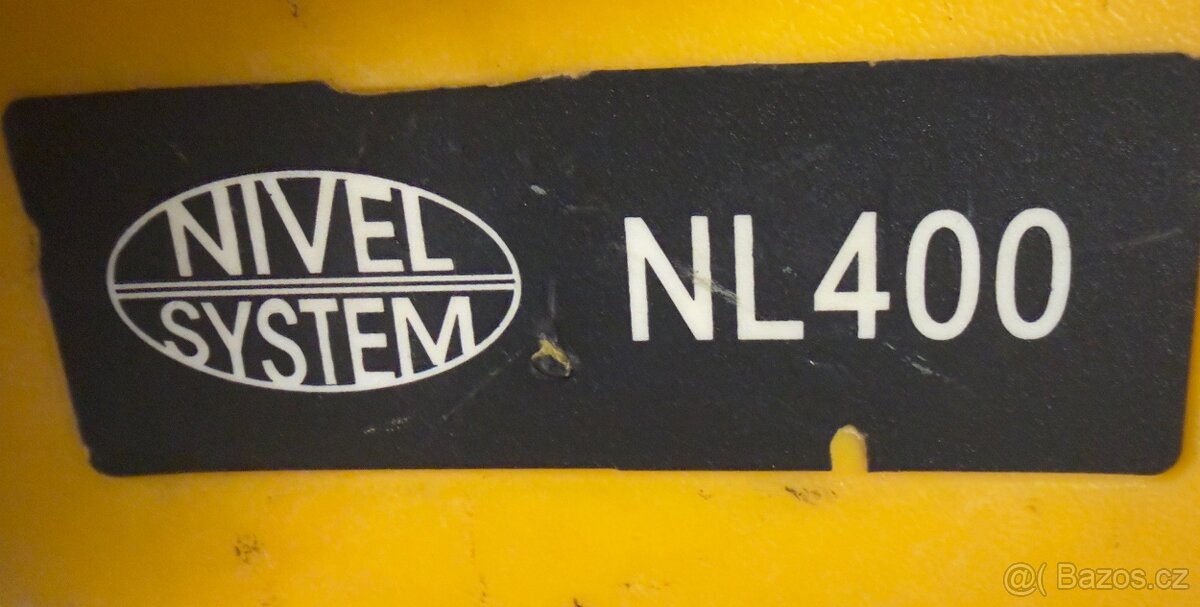 NIVEL
SYSTEM
NL400
@( Bazos.cz